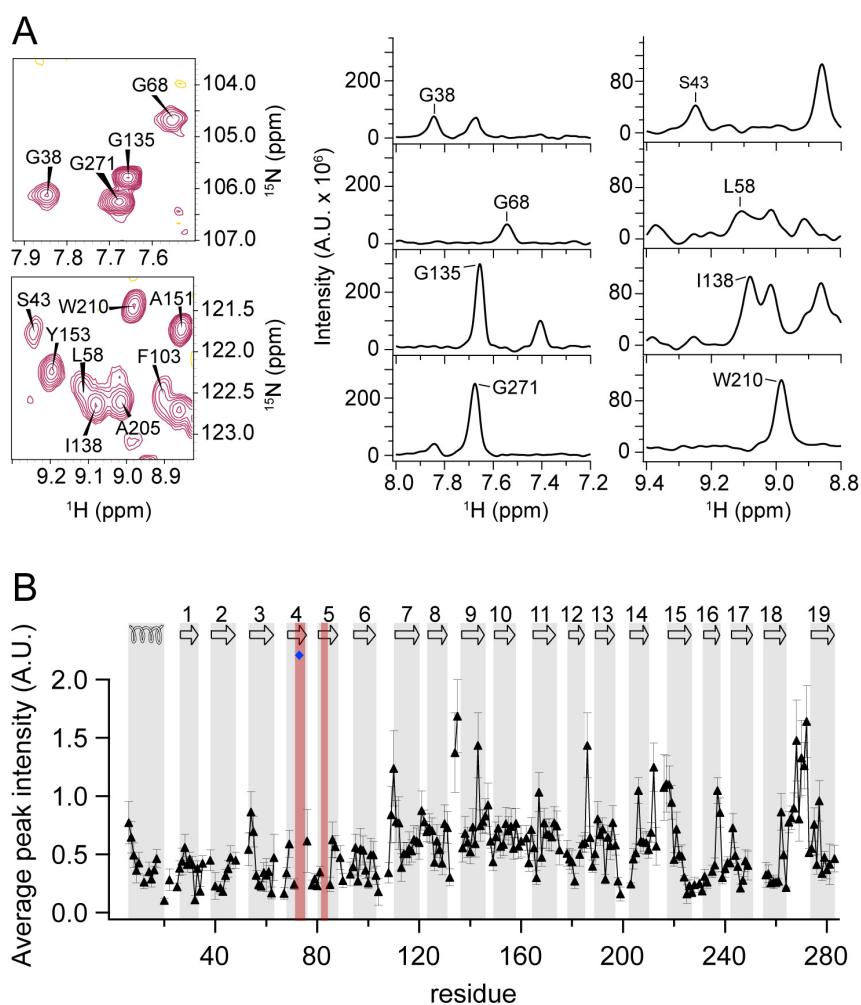 A
G68
G135
G38
G271
104.0
105.0
106.0
107.0
15N (ppm)
7.9 7.8 7.7 7.6
S43
W210
A151
Y153
L58
F103
I138
A205
121.5
122.0
122.5
123.0
15N (ppm)
9.2 9.1 9.0 8.9
1H (ppm)
Intensity (A.U. x 10⁶)
G38
200
0
G68
200
0
G135
200
0
G271
200
0
8.0 7.8 7.6 7.4 7.2
1H (ppm)
S43
80
0
L58
80
0
I138
80
0
W210
80
0
9.4 9.2 9.0 8.8
1H (ppm)
B
1 2 3 4 5 6 7 8 9 10 11 12 13 14 15 16 17 18 19
Average peak intensity (A.U.)
2.0
1.5
1.0
0.5
0.0
40 80 120 160 200 240 280
residue